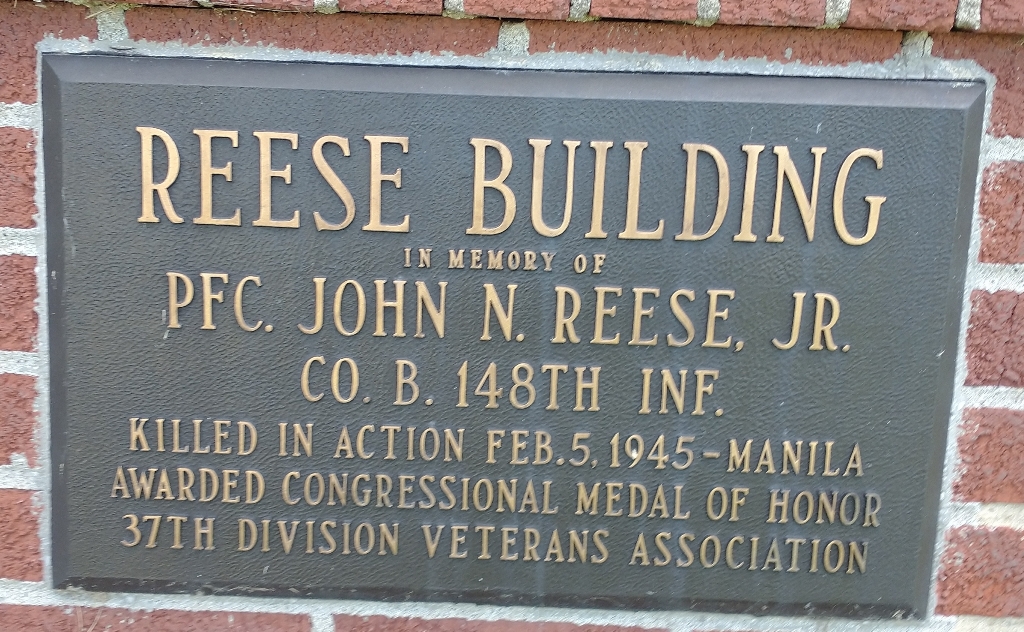 REESE BUILDING
IN MEMORY OF
PFC. JOHN N. REESE, JR.
CO. B. 148TH INF.
KILLED IN ACTION FEB. 5, 1945 - MANILA
AWARDED CONGRESSIONAL MEDAL OF HONOR
37TH DIVISION VETERANS ASSOCIATION